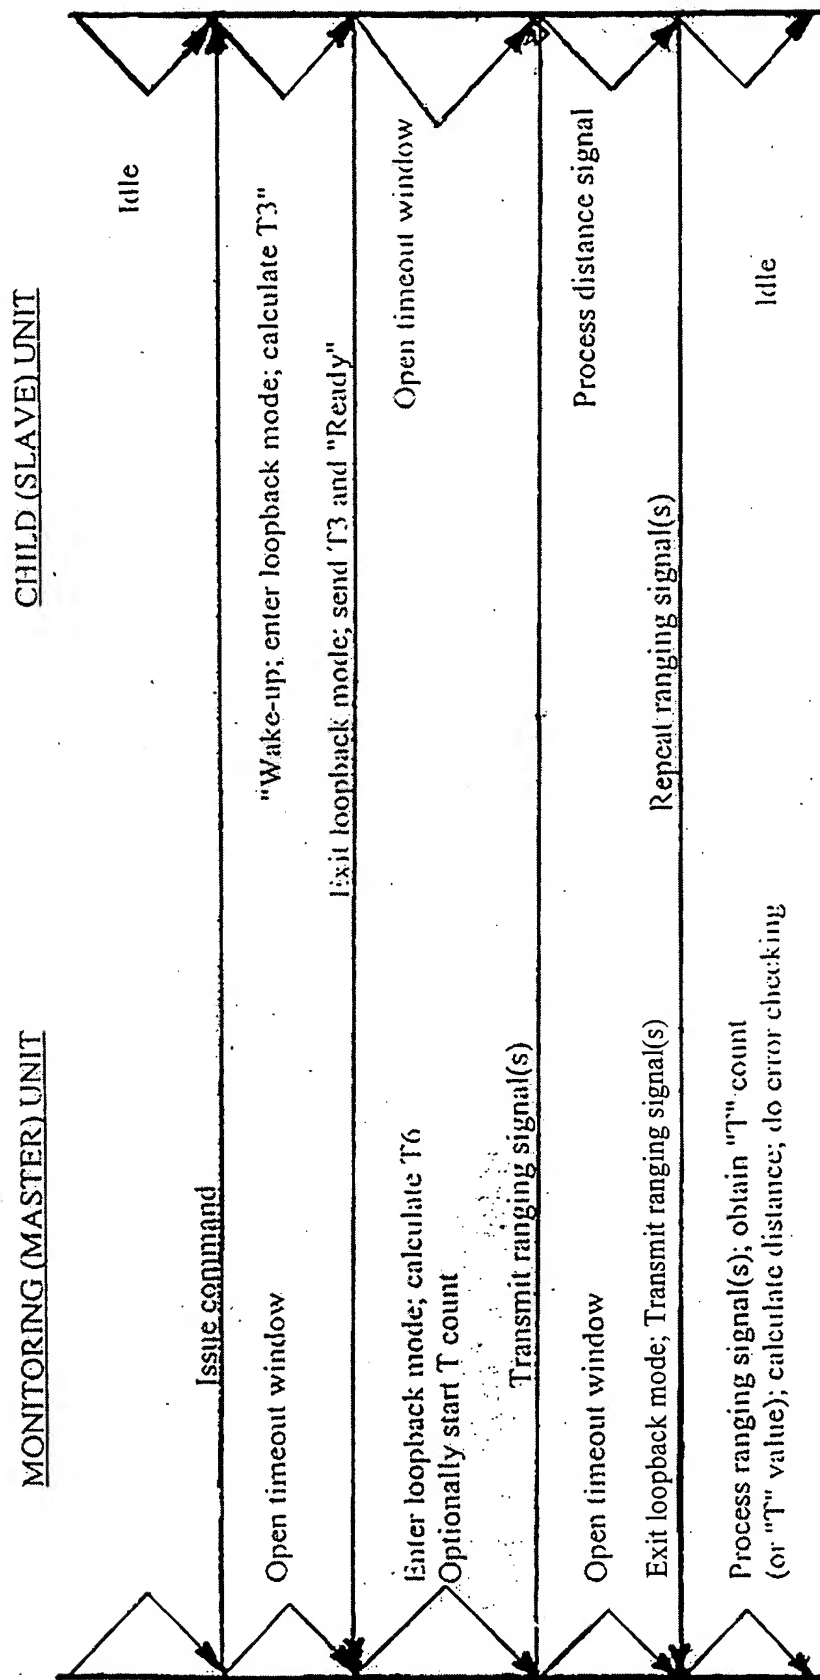 MONITORING (MASTER) UNIT
CHILD (SLAVE) UNIT
Idle
Issue command
Open timeout window
"Wake-up; enter loopback mode; calculate T3"
Exit loopback mode; send T3 and "Ready"
Enter loopback mode; calculate T6
Optionally start T count
Open timeout window
Transmit ranging signal(s)
Open timeout window
Process distance signal
Exit loopback mode; Transmit ranging signal(s)
Repeat ranging signal(s)
Process ranging signal(s); obtain "T" count
(or "T" value); calculate distance; do error checking
Idle